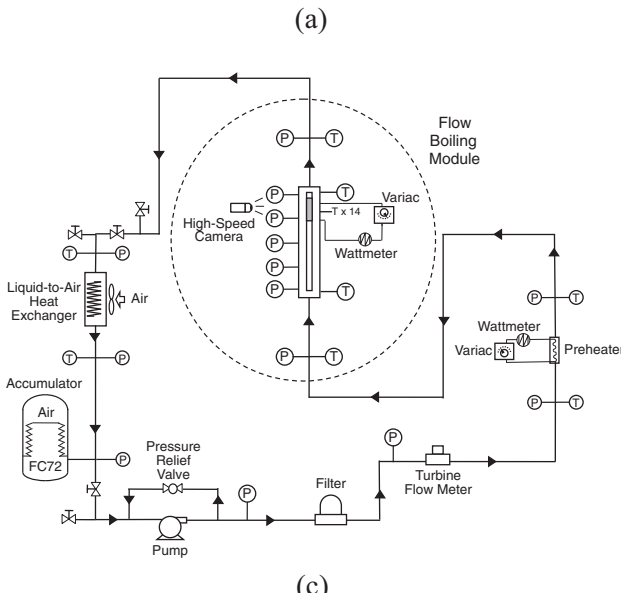 (a)
Flow
Boiling
Module
P T
P T
Variac
T x 14
P
High-Speed
Camera
Wattmeter
P
P
P T
P T
T P
Liquid-to-Air
Heat
Exchanger
Air
T P
P T
Wattmeter
Variac
Preheater
P T
Accumulator
Air
FC72
P
Pressure
Relief
Valve
P
Filter
P
Turbine
Flow Meter
Pump
(c)